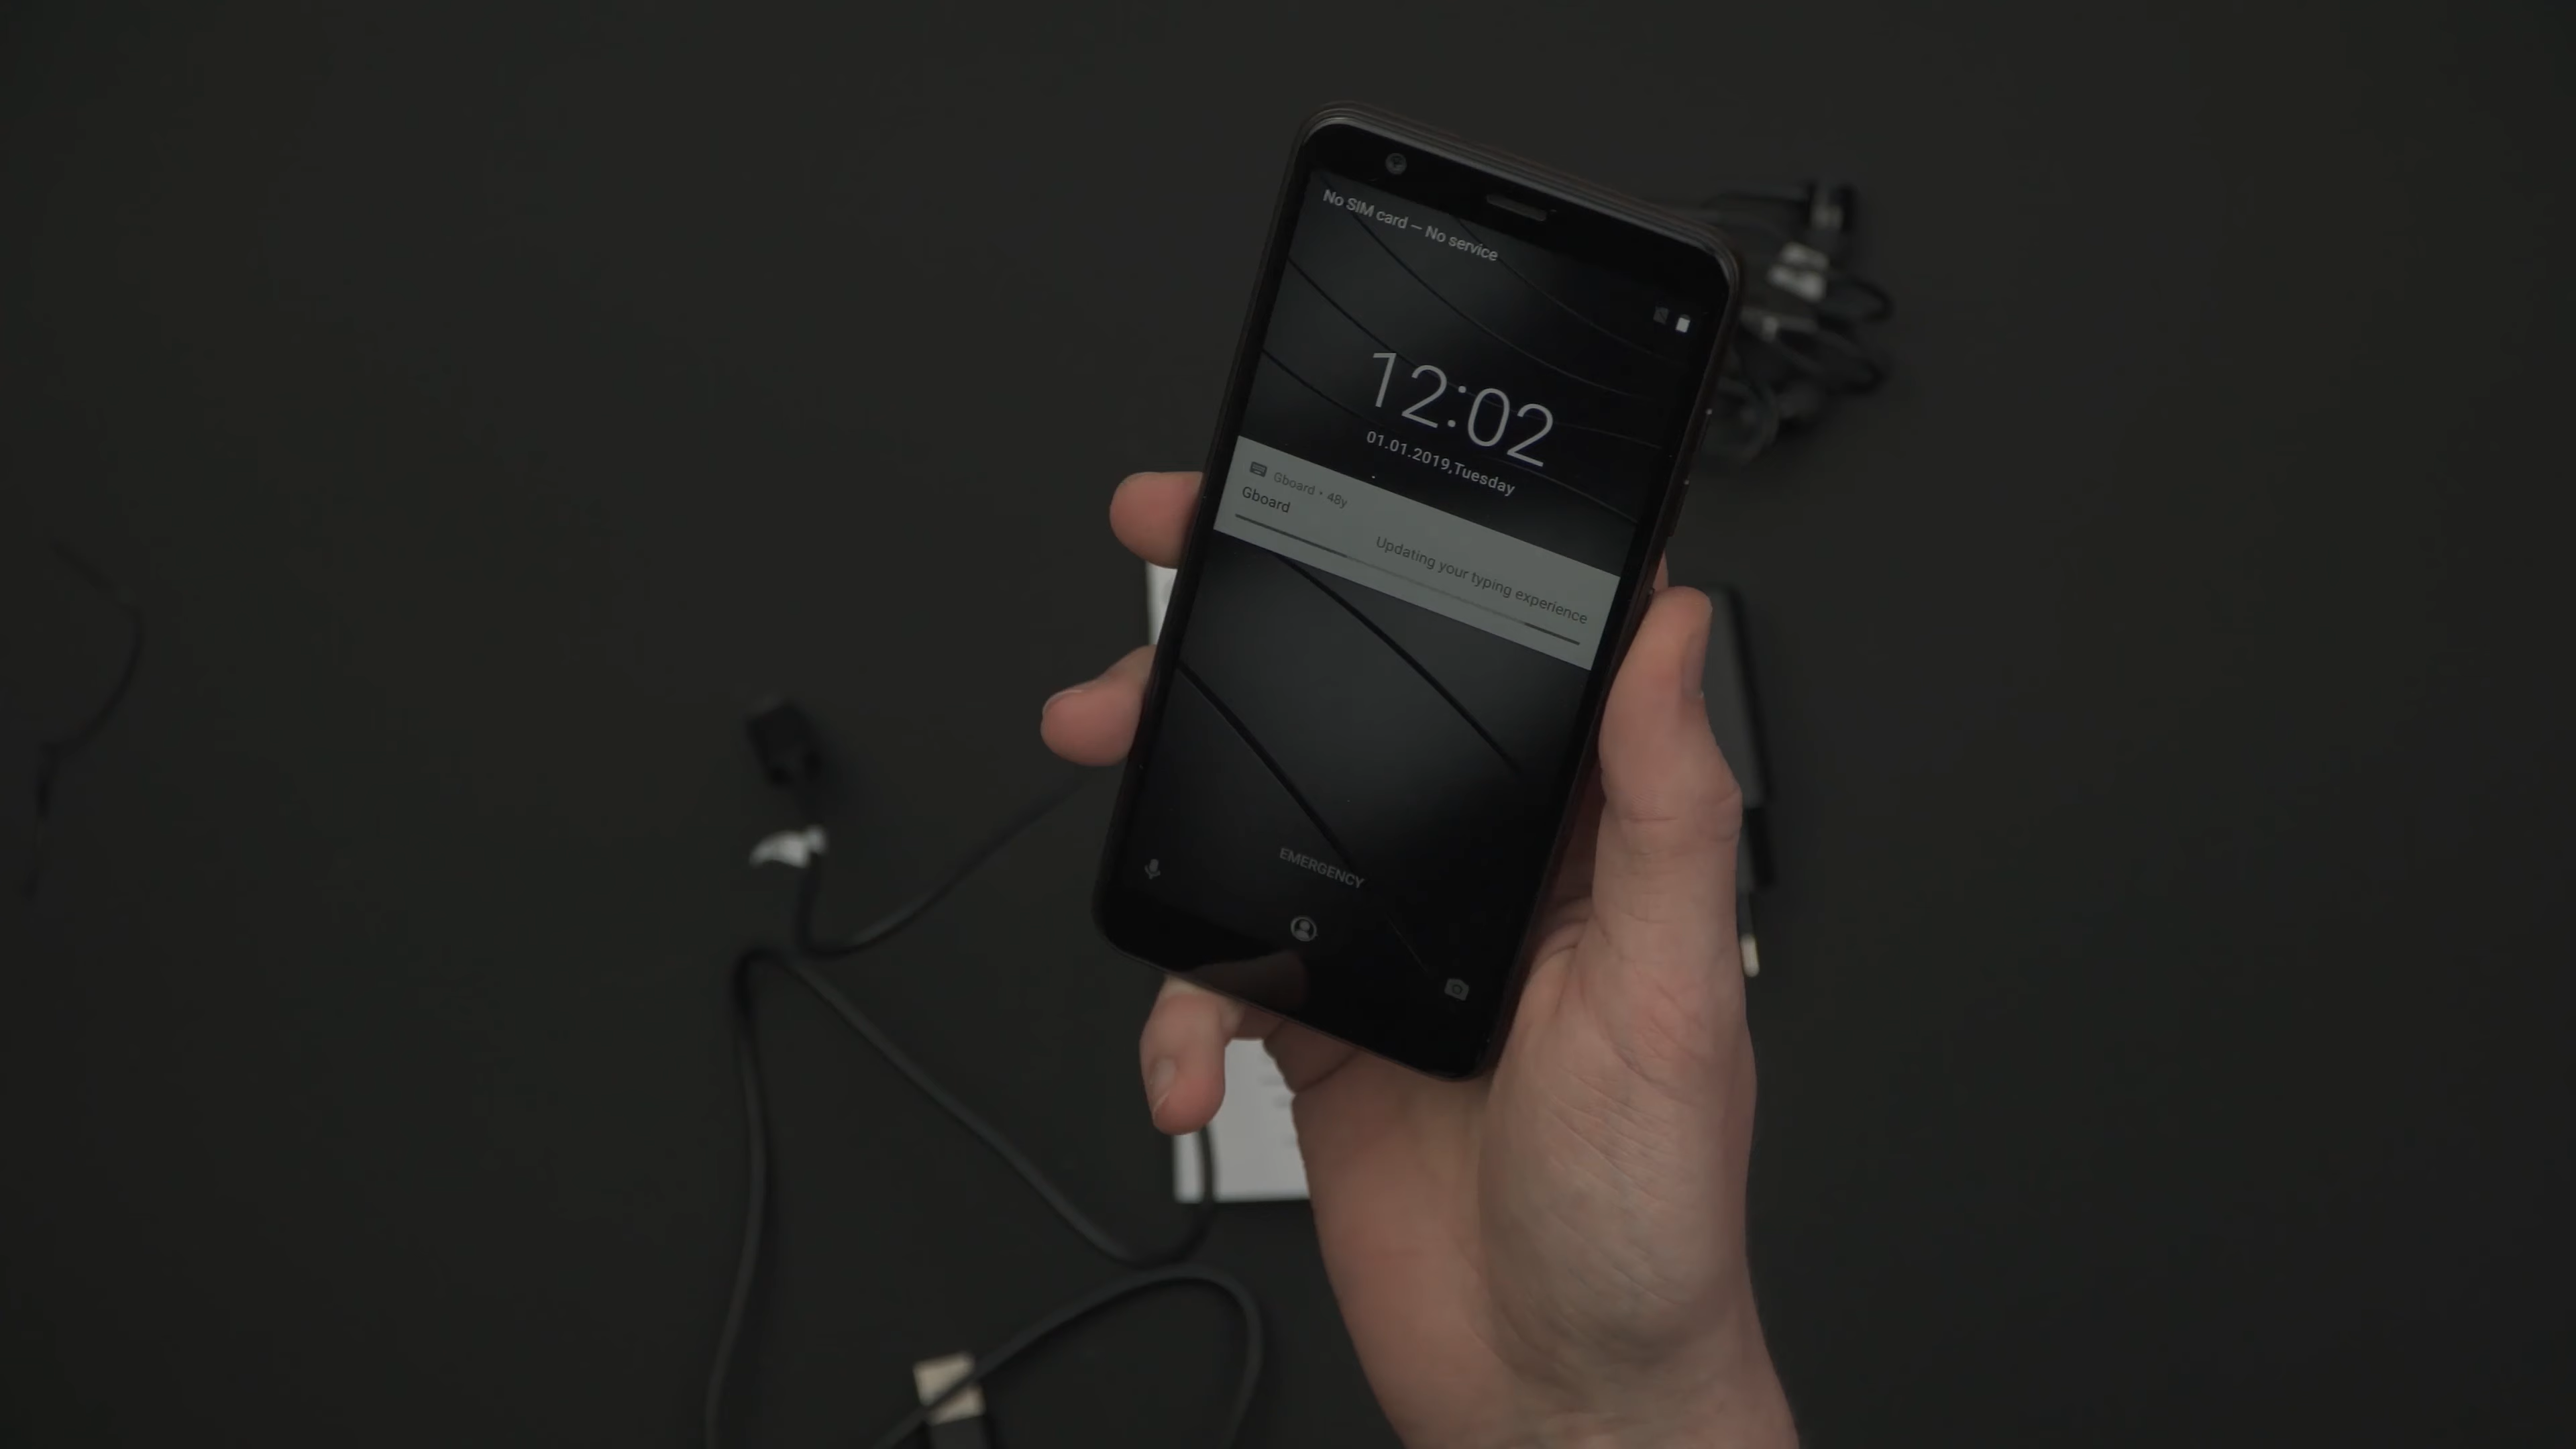 No SIM card — No service
12:02
01.01.2019,Tuesday
Gboard • 48y
Gboard
Updating your typing experience
EMERGENCY